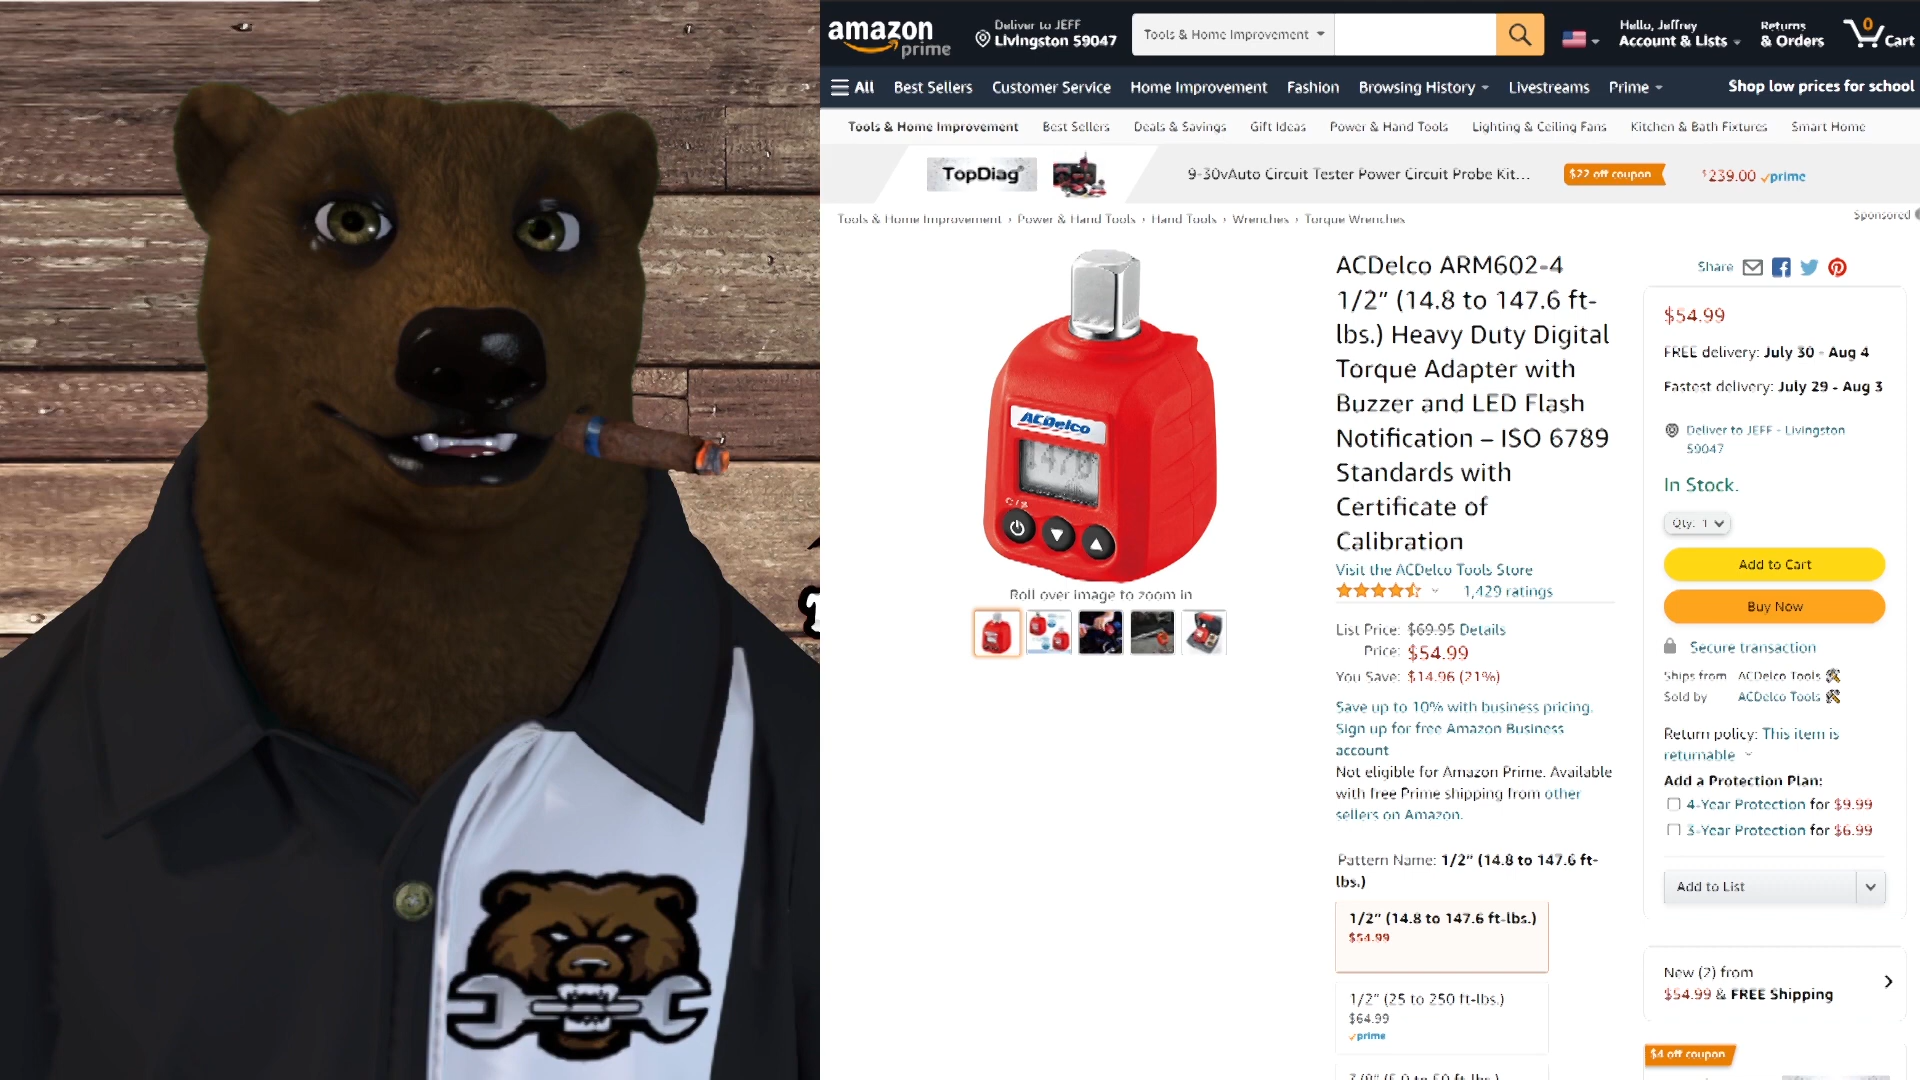 amazon
prime
Deliver to JEFF
Livingston 59047
Tools & Home Improvement
Hello, Jeffrey
Account & Lists
Returns
& Orders
0
Cart
All
Best Sellers
Customer Service
Home Improvement
Fashion
Browsing History
Livestreams
Prime
Shop low prices for school
Tools & Home Improvement
Best Sellers
Deals & Savings
Gift Ideas
Power & Hand Tools
Lighting & Ceiling Fans
Kitchen & Bath Fixtures
Smart Home
TopDiag
9-30vAuto Circuit Tester Power Circuit Probe Kit...
$22 off coupon
$239.00 prime
Sponsored
Tools & Home Improvement › Power & Hand Tools › Hand Tools › Wrenches › Torque Wrenches
ACDelco
Roll over image to zoom in
ACDelco ARM602-4
1/2” (14.8 to 147.6 ft-
lbs.) Heavy Duty Digital
Torque Adapter with
Buzzer and LED Flash
Notification – ISO 6789
Standards with
Certificate of
Calibration
Visit the ACDelco Tools Store
1,429 ratings
List Price: $69.95 Details
Price: $54.99
You Save: $14.96 (21%)
Save up to 10% with business pricing.
Sign up for free Amazon Business
account
Not eligible for Amazon Prime. Available
with free Prime shipping from other
sellers on Amazon.
Pattern Name: 1/2” (14.8 to 147.6 ft-
lbs.)
1/2” (14.8 to 147.6 ft-lbs.)
$54.99
1/2” (25 to 250 ft-lbs.)
$64.99
prime
Share
$54.99
FREE delivery: July 30 - Aug 4
Fastest delivery: July 29 - Aug 3
Deliver to JEFF - Livingston
59047
In Stock.
Qty: 1
Add to Cart
Buy Now
Secure transaction
Ships from ACDelco Tools
Sold by ACDelco Tools
Return policy: This item is
returnable
Add a Protection Plan:
4-Year Protection for $9.99
3-Year Protection for $6.99
Add to List
New (2) from
$54.99 & FREE Shipping
$4 off coupon